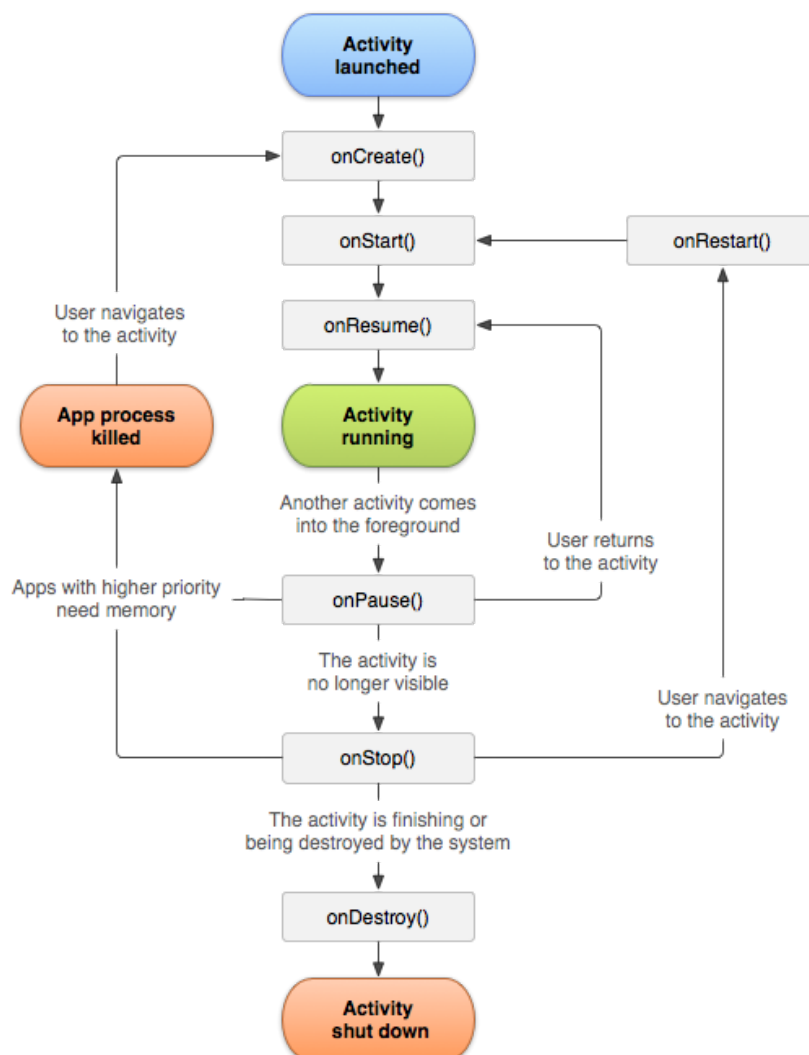 Activity
launched
onCreate()
onStart()
onRestart()
User navigates
to the activity
onResume()
App process
killed
Activity
running
Another activity comes
into the foreground
User returns
to the activity
Apps with higher priority
need memory
onPause()
The activity is
no longer visible
User navigates
to the activity
onStop()
The activity is finishing or
being destroyed by the system
onDestroy()
Activity
shut down